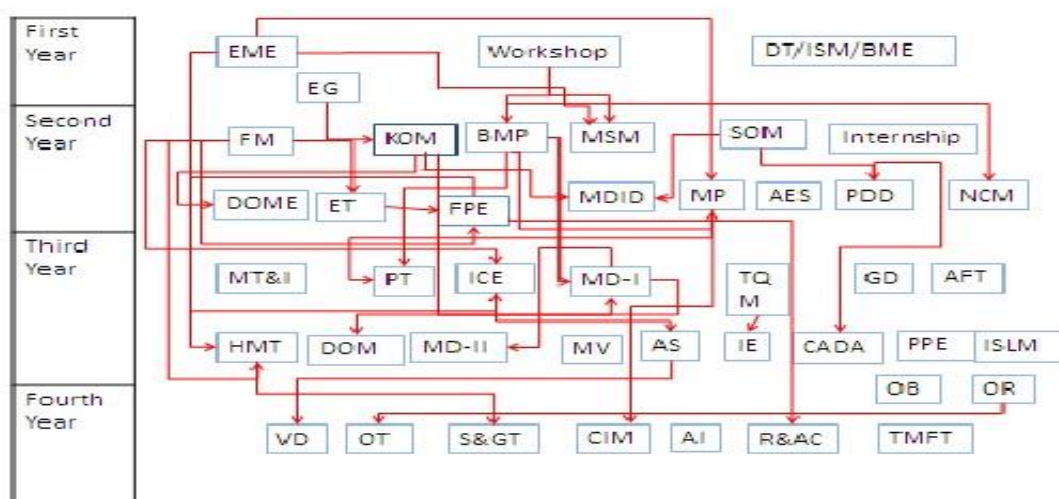 First
Year
EME
Workshop
DT/ISM/BME
EG
Second
Year
FM
KOM
BMP
MSM
SOM
Internship
DOME
ET
FPE
MDID
MP
AES
PDD
NCM
Third
Year
MT&I
PT
ICE
MD-I
TQ
M
GD
AFT
HMT
DOM
MD-II
MV
AS
IE
CADA
PPE
ISLM
OB
OR
Fourth
Year
VD
OT
S&GT
CIM
AI
R&AC
TMFT